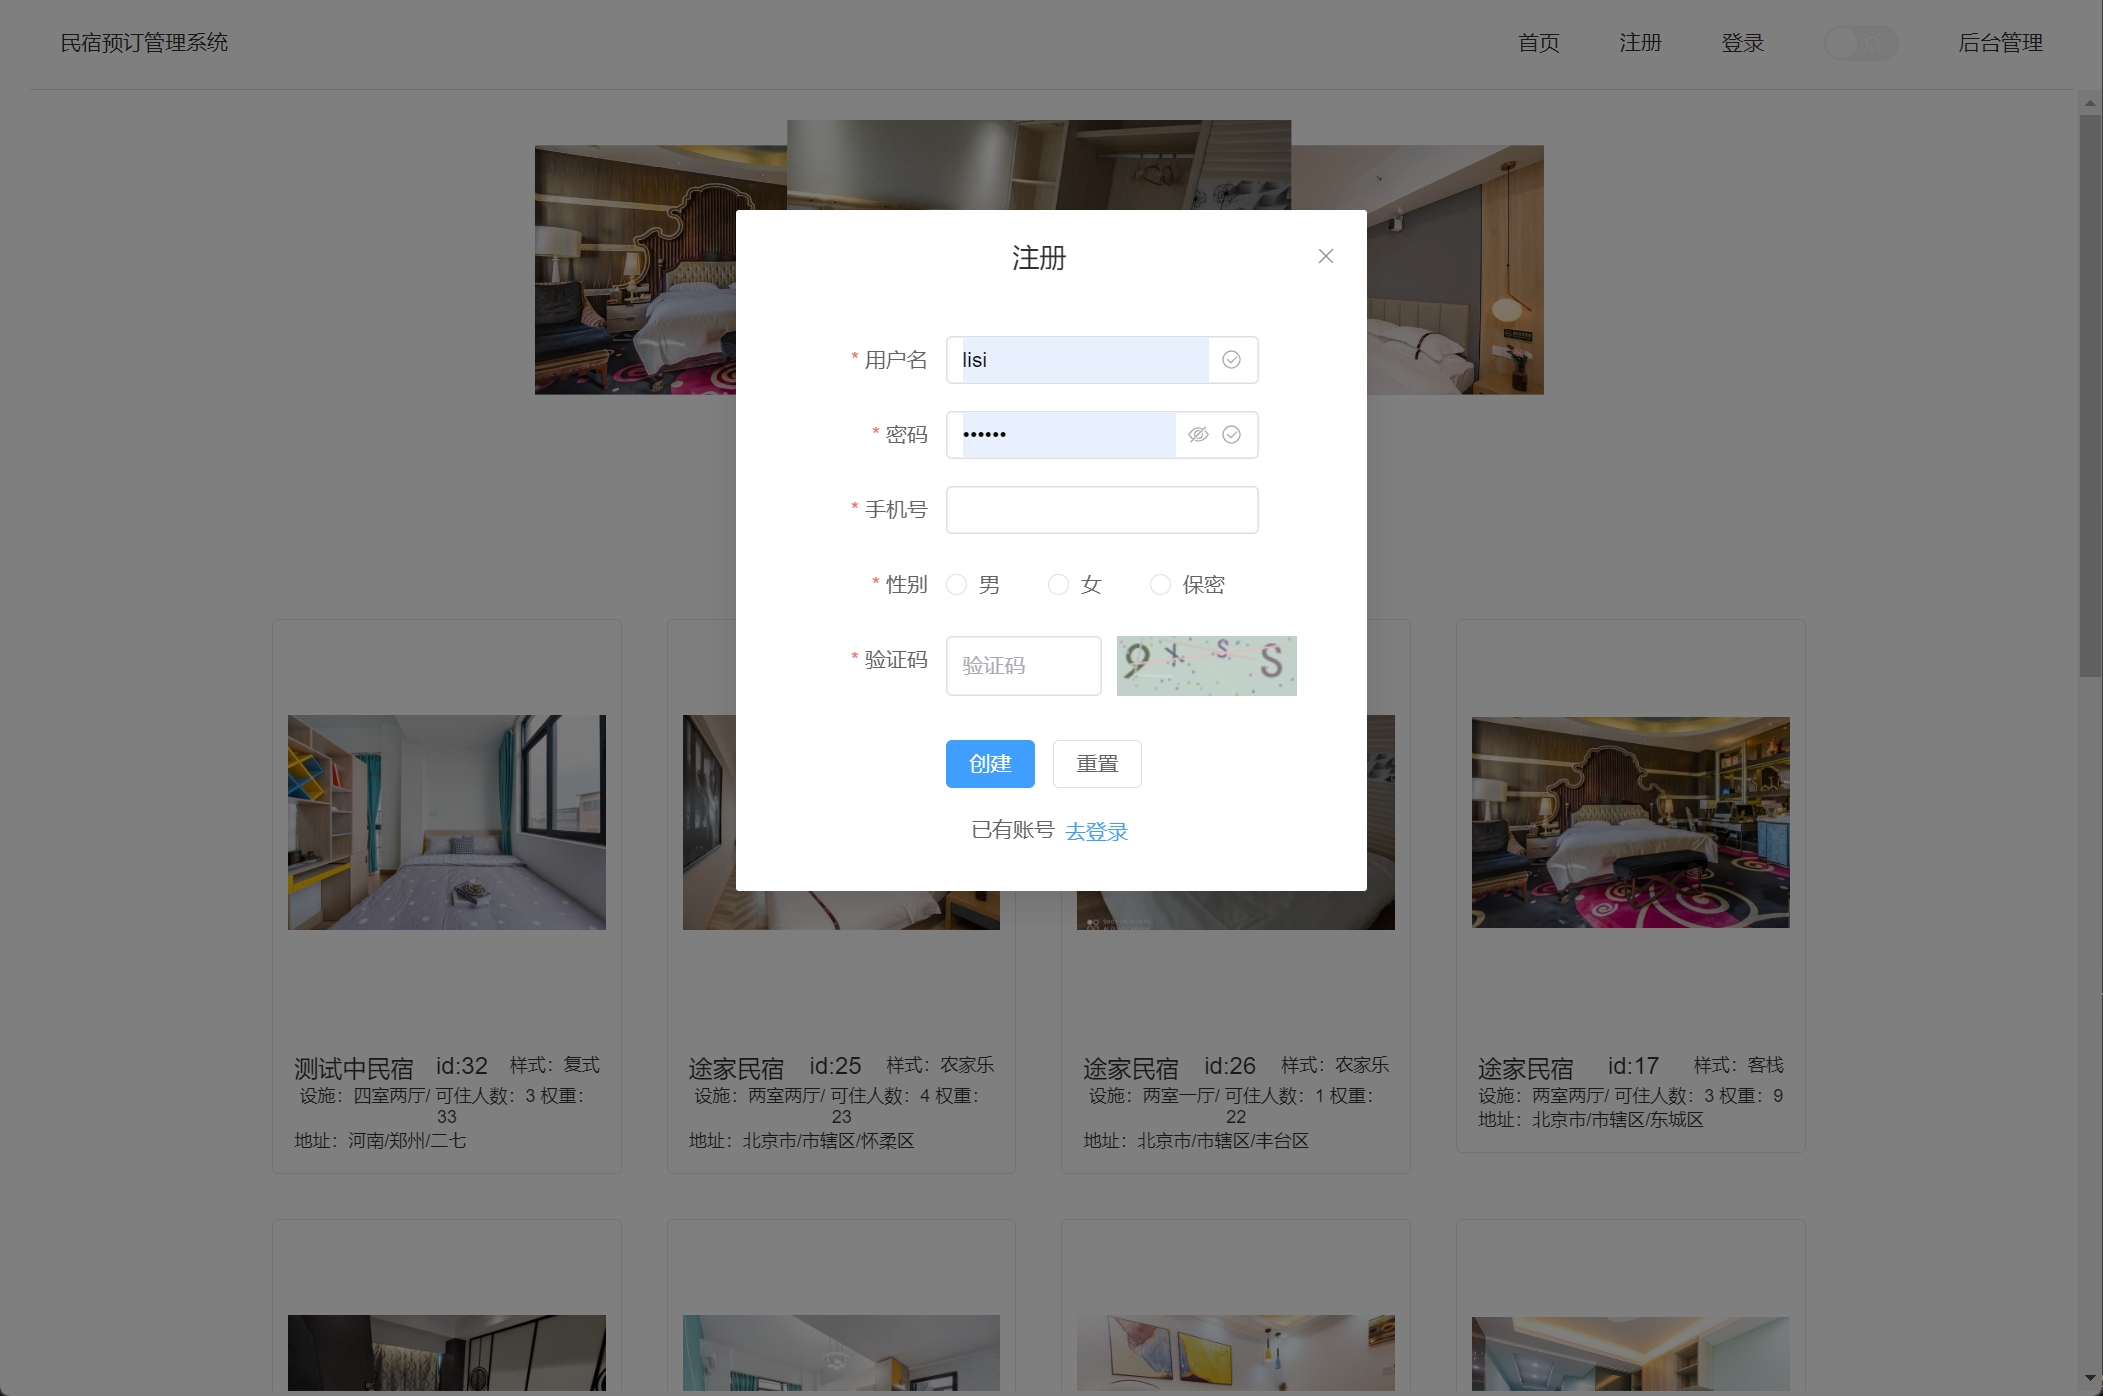 民宿预订管理系统
首页 注册 登录 后台管理
注册
* 用户名 lisi
* 密码 ••••••
* 手机号
* 性别 男 女 保密
* 验证码 验证码 9 x s S
创建 重置
已有账号 去登录
测试中民宿 id:32 样式：复式
设施：四室两厅/ 可住人数：3 权重：
33
地址：河南/郑州/二七
途家民宿 id:25 样式：农家乐
设施：两室两厅/ 可住人数：4 权重：
23
地址：北京市/市辖区/怀柔区
途家民宿 id:26 样式：农家乐
设施：两室一厅/ 可住人数：1 权重：
22
地址：北京市/市辖区/丰台区
途家民宿 id:17 样式：客栈
设施：两室两厅/ 可住人数：3 权重：9
地址：北京市/市辖区/东城区